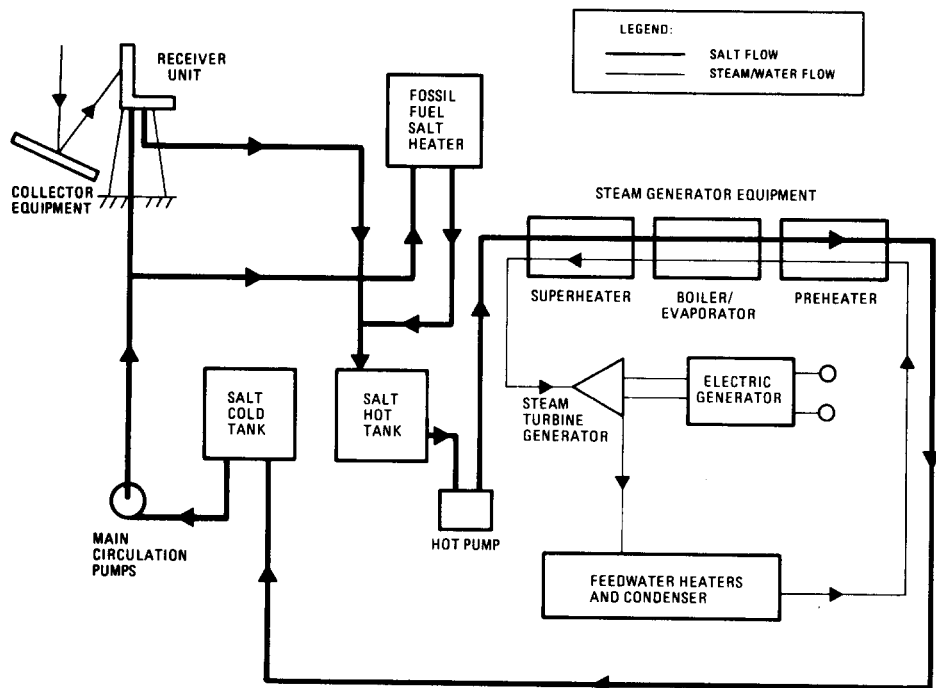 LEGEND:
SALT FLOW
STEAM/WATER FLOW
RECEIVER
UNIT
FOSSIL
FUEL
SALT
HEATER
COLLECTOR
EQUIPMENT
STEAM GENERATOR EQUIPMENT
SUPERHEATER
BOILER/
EVAPORATOR
PREHEATER
SALT
COLD
TANK
SALT
HOT
TANK
STEAM
TURBINE
GENERATOR
ELECTRIC
GENERATOR
HOT PUMP
MAIN
CIRCULATION
PUMPS
FEEDWATER HEATERS
AND CONDENSER